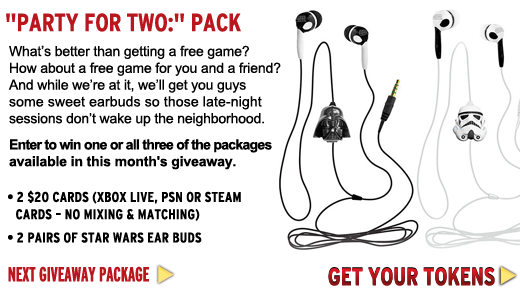 "PARTY FOR TWO:" PACK
What's better than getting a free game?
How about a free game for you and a friend?
And while we're at it, we'll get you guys
some sweet earbuds so those late-night
sessions don't wake up the neighborhood.
Enter to win one or all three of the packages
available in this month's giveaway.
• 2 $20 CARDS (XBOX LIVE, PSN OR STEAM
CARDS – NO MIXING & MATCHING)
• 2 PAIRS OF STAR WARS EAR BUDS
NEXT GIVEAWAY PACKAGE
GET YOUR TOKENS